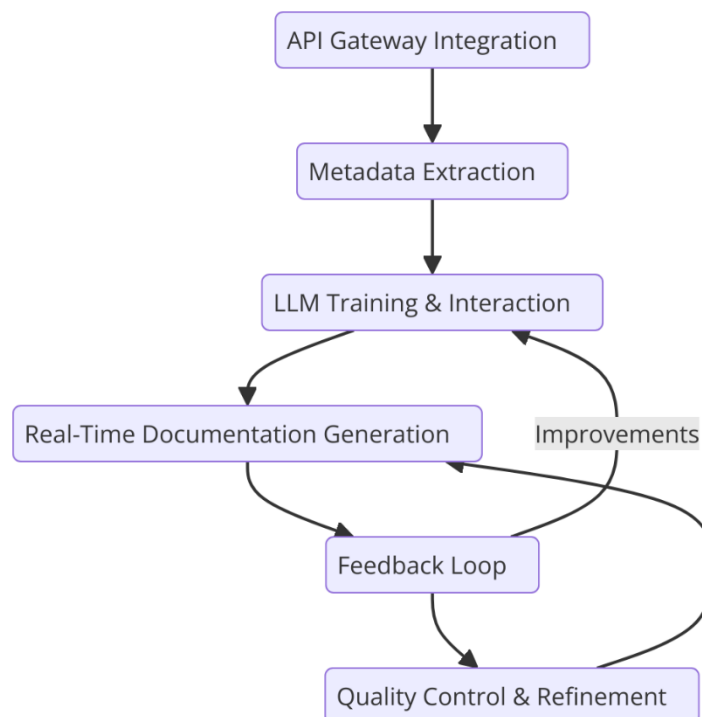 API Gateway Integration
Metadata Extraction
LLM Training & Interaction
Real-Time Documentation Generation
Improvements
Feedback Loop
Quality Control & Refinement